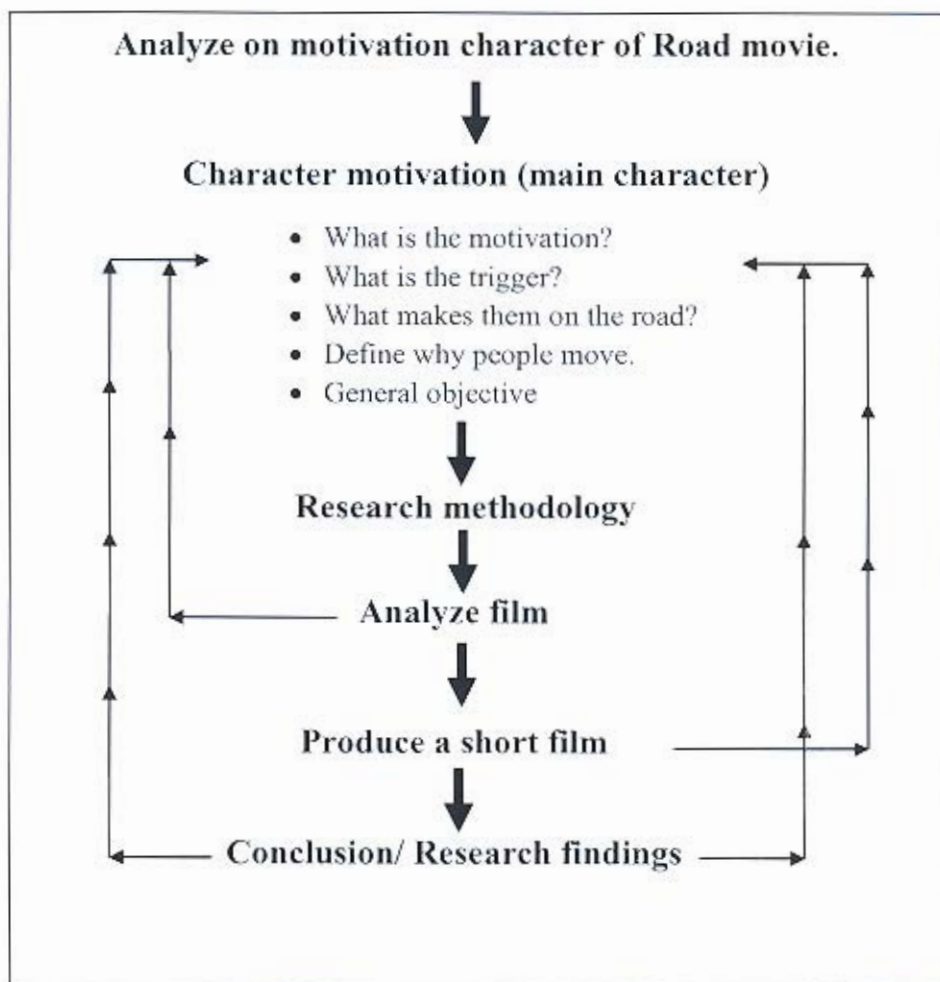 Analyze on motivation character of Road movie.
Character motivation (main character)
• What is the motivation?
• What is the trigger?
• What makes them on the road?
• Define why people move.
• General objective
Research methodology
Analyze film
Produce a short film
Conclusion/ Research findings